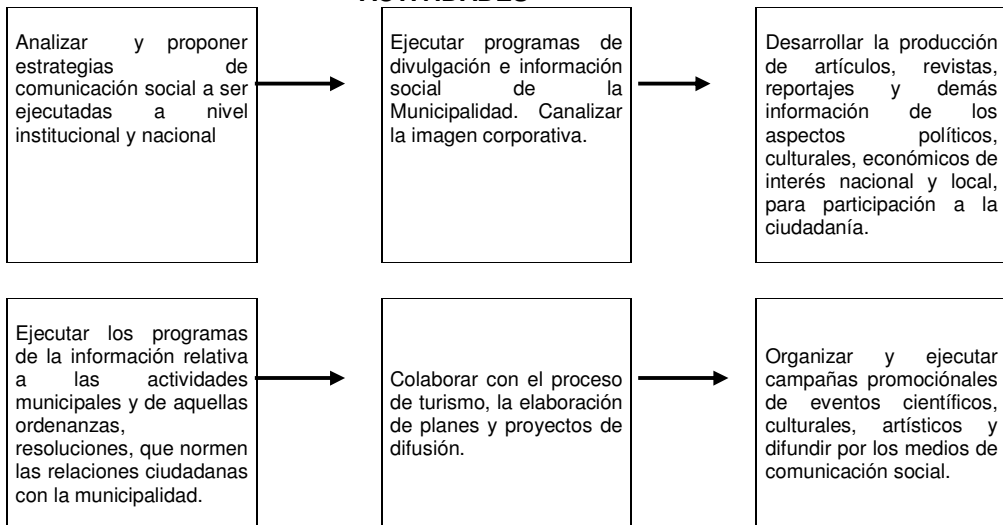 ACTIVIDADES
Analizar y proponer
estrategias de
comunicación social a ser
ejecutadas a nivel
institucional y nacional
Ejecutar programas de
divulgación e información
social de la
Municipalidad. Canalizar
la imagen corporativa.
Desarrollar la producción
de artículos, revistas,
reportajes y demás
información de los
aspectos políticos,
culturales, económicos de
interés nacional y local,
para participación a la
ciudadanía.
Ejecutar los programas
de la información relativa
a las actividades
municipales y de aquellas
ordenanzas,
resoluciones, que normen
las relaciones ciudadanas
con la municipalidad.
Colaborar con el proceso
de turismo, la elaboración
de planes y proyectos de
difusión.
Organizar y ejecutar
campañas promociónales
de eventos científicos,
culturales, artísticos y
difundir por los medios de
comunicación social.